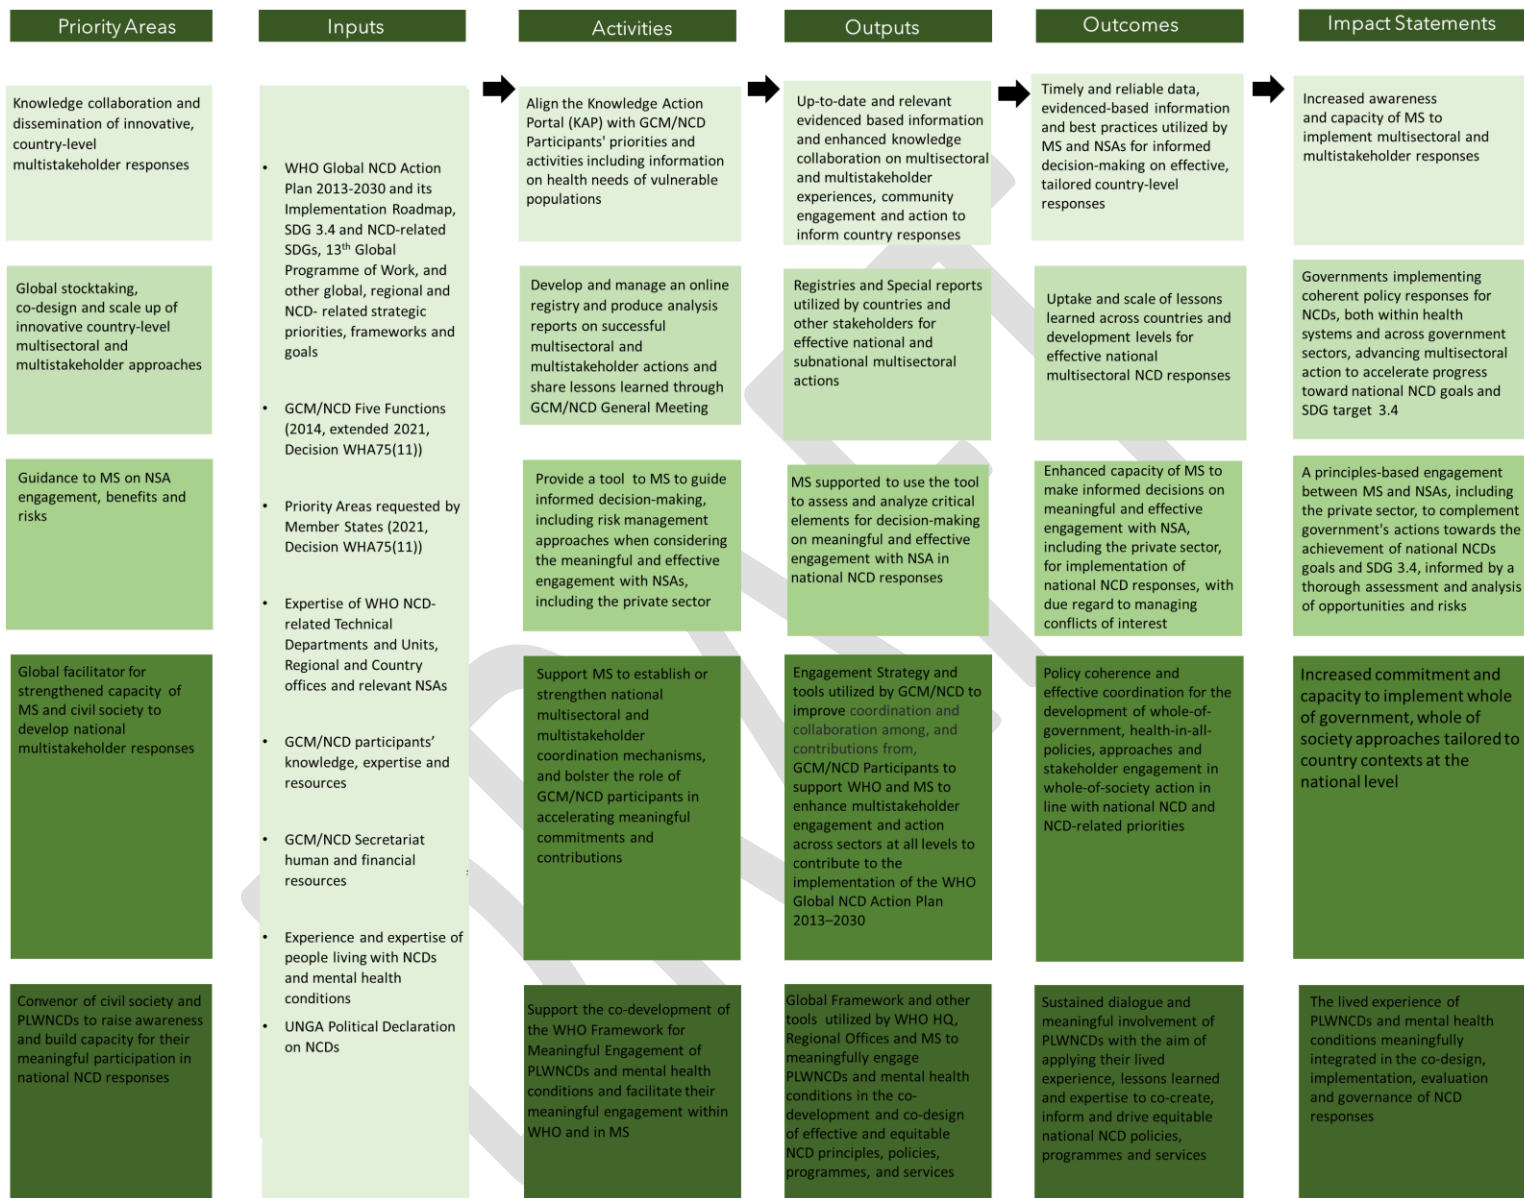 Priority Areas
Inputs
Activities
Outputs
Outcomes
Impact Statements
Knowledge collaboration and
dissemination of innovative,
country-level
multistakeholder responses
Global stocktaking,
co-design and scale up of
innovative country-level
multisectoral and
multistakeholder approaches
Guidance to MS on NSA
engagement, benefits and
risks
Global facilitator for
strengthened capacity of
MS and civil society to
develop national
multistakeholder responses
Convenor of civil society and
PLWNCDs to raise awareness
and build capacity for their
meaningful participation in
national NCD responses
• WHO Global NCD Action
Plan 2013-2030 and its
Implementation Roadmap,
SDG 3.4 and NCD-related
SDGs, 13th Global
Programme of Work, and
other global, regional and
NCD- related strategic
priorities, frameworks and
goals
• GCM/NCD Five Functions
(2014, extended 2021,
Decision WHA75(11))
• Priority Areas requested by
Member States (2021,
Decision WHA75(11))
• Expertise of WHO NCD-
related Technical
Departments and Units,
Regional and Country
offices and relevant NSAs
• GCM/NCD participants'
knowledge, expertise and
resources
• GCM/NCD Secretariat
human and financial
resources
• Experience and expertise of
people living with NCDs
and mental health
conditions
• UNGA Political Declaration
on NCDs
Align the Knowledge Action
Portal (KAP) with GCM/NCD
Participants' priorities and
activities including information
on health needs of vulnerable
populations
Develop and manage an online
registry and produce analysis
reports on successful
multisectoral and
multistakeholder actions and
share lessons learned through
GCM/NCD General Meeting
Provide a tool to MS to guide
informed decision-making,
including risk management
approaches when considering
the meaningful and effective
engagement with NSAs,
including the private sector
Support MS to establish or
strengthen national
multisectoral and
multistakeholder
coordination mechanisms,
and bolster the role of
GCM/NCD participants in
accelerating meaningful
commitments and
contributions
Support the co-development of
the WHO Framework for
Meaningful Engagement of
PLWNCDs and mental health
conditions and facilitate their
meaningful engagement within
WHO and in MS
Up-to-date and relevant
evidenced based information
and enhanced knowledge
collaboration on multisectoral
and multistakeholder
experiences, community
engagement and action to
inform country responses
Registries and Special reports
utilized by countries and
other stakeholders for
effective national and
subnational multisectoral
actions
MS supported to use the tool
to assess and analyze critical
elements for decision-making
on meaningful and effective
engagement with NSA in
national NCD responses
Engagement Strategy and
tools utilized by GCM/NCD to
improve coordination and
collaboration among, and
contributions from,
GCM/NCD Participants to
support WHO and MS to
enhance multistakeholder
engagement and action
across sectors at all levels to
contribute to the
implementation of the WHO
Global NCD Action Plan
2013–2030
Global Framework and other
tools utilized by WHO HQ,
Regional Offices and MS to
meaningfully engage
PLWNCDs and mental health
conditions in the co-
development and co-design
of effective and equitable
NCD principles, policies,
programmes, and services
Timely and reliable data,
evidenced-based information
and best practices utilized by
MS and NSAs for informed
decision-making on effective,
tailored country-level
responses
Uptake and scale of lessons
learned across countries and
development levels for
effective national
multisectoral NCD responses
Enhanced capacity of MS to
make informed decisions on
meaningful and effective
engagement with NSA,
including the private sector,
for implementation of
national NCD responses, with
due regard to managing
conflicts of interest
Policy coherence and
effective coordination for the
development of whole-of-
government, health-in-all-
policies, approaches and
stakeholder engagement in
whole-of-society action in
line with national NCD and
NCD-related priorities
Sustained dialogue and
meaningful involvement of
PLWNCDs with the aim of
applying their lived
experience, lessons learned
and expertise to co-create,
inform and drive equitable
national NCD policies,
programmes and services
Increased awareness
and capacity of MS to
implement multisectoral and
multistakeholder responses
Governments implementing
coherent policy responses for
NCDs, both within health
systems and across government
sectors, advancing multisectoral
action to accelerate progress
toward national NCD goals and
SDG target 3.4
A principles-based engagement
between MS and NSAs, including
the private sector, to complement
government's actions towards the
achievement of national NCDs
goals and SDG 3.4, informed by a
thorough assessment and analysis
of opportunities and risks
Increased commitment and
capacity to implement whole
of government, whole of
society approaches tailored to
country contexts at the
national level
The lived experience of
PLWNCDs and mental health
conditions meaningfully
integrated in the co-design,
implementation, evaluation
and governance of NCD
responses